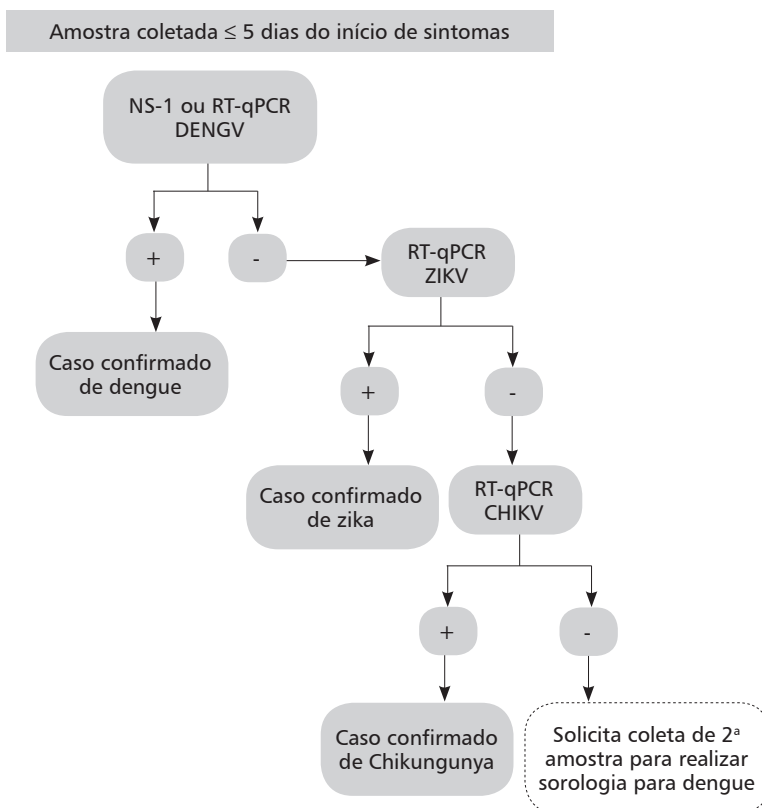 Amostra coletada ≤ 5 dias do início de sintomas
NS-1 ou RT-qPCR
DENGV
+
-
RT-qPCR
ZIKV
Caso confirmado
de dengue
+
-
Caso confirmado
de zika
RT-qPCR
CHIKV
+
-
Caso confirmado
de Chikungunya
Solicita coleta de 2ª
amostra para realizar
sorologia para dengue